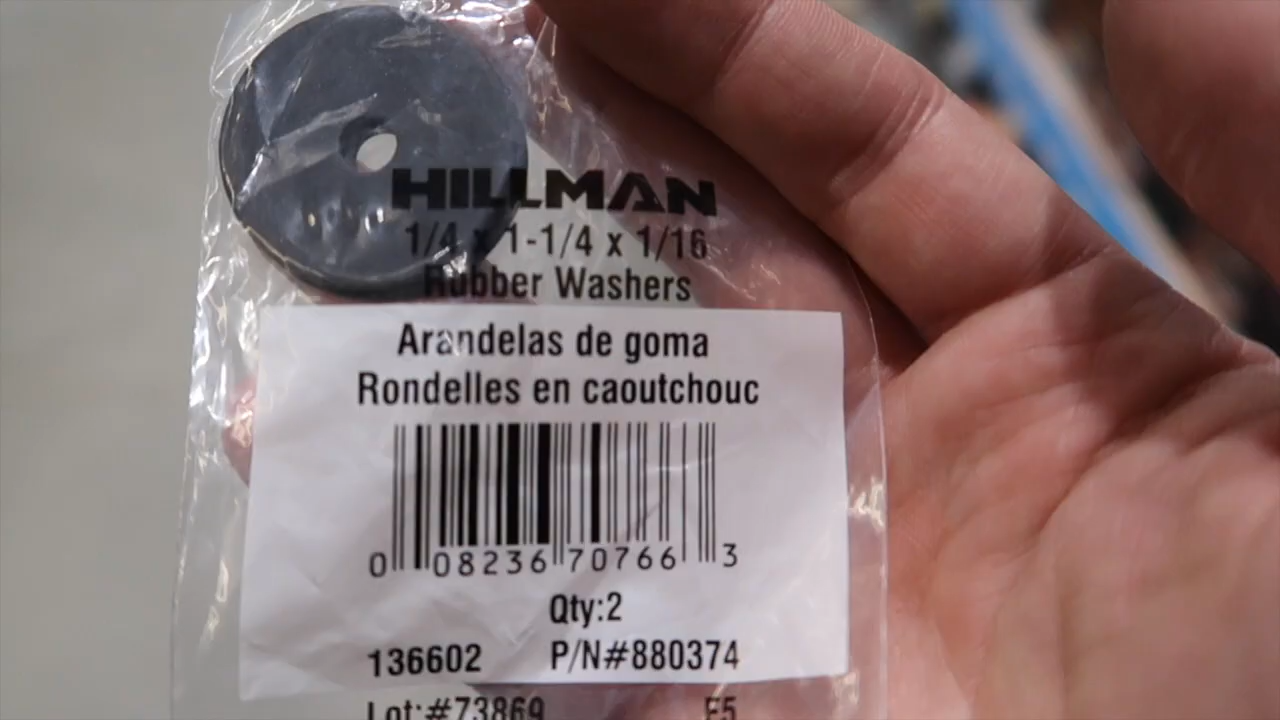 HILLMAN
1/4 x 1-1/4 x 1/16
Rubber Washers
Arandelas de goma
Rondelles en caoutchouc
0 08236 70766 3
Qty:2
136602 P/N#880374
Lot:#73869 F5